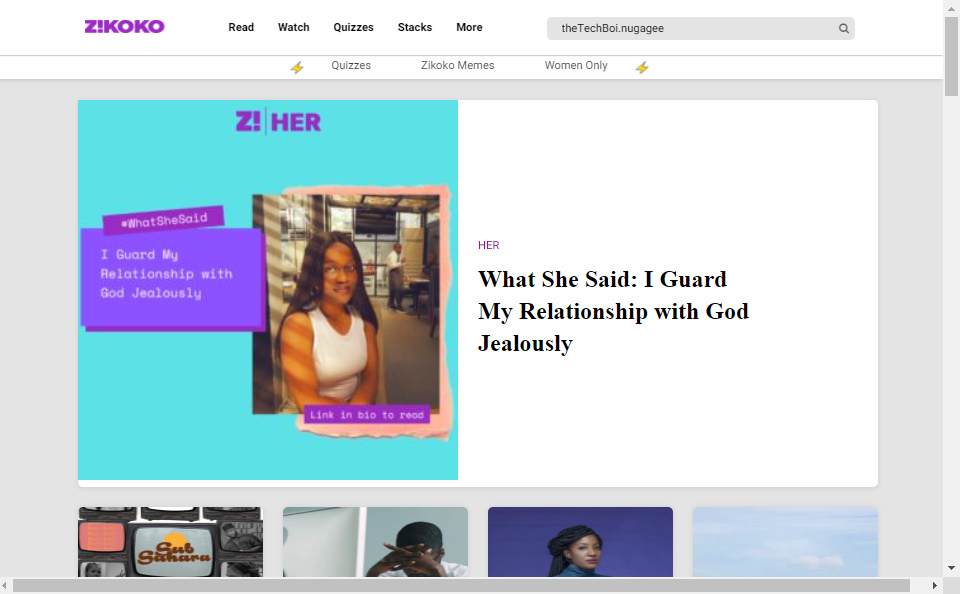 Z!KOKO
Read Watch Quizzes Stacks More
theTechBoi.nugagee
Quizzes Zikoko Memes Women Only
Z! HER
#WhatSheSaid
I Guard My
Relationship with
God Jealously
Link in bio to read
HER
What She Said: I Guard
My Relationship with God
Jealously
Sub
Sahara